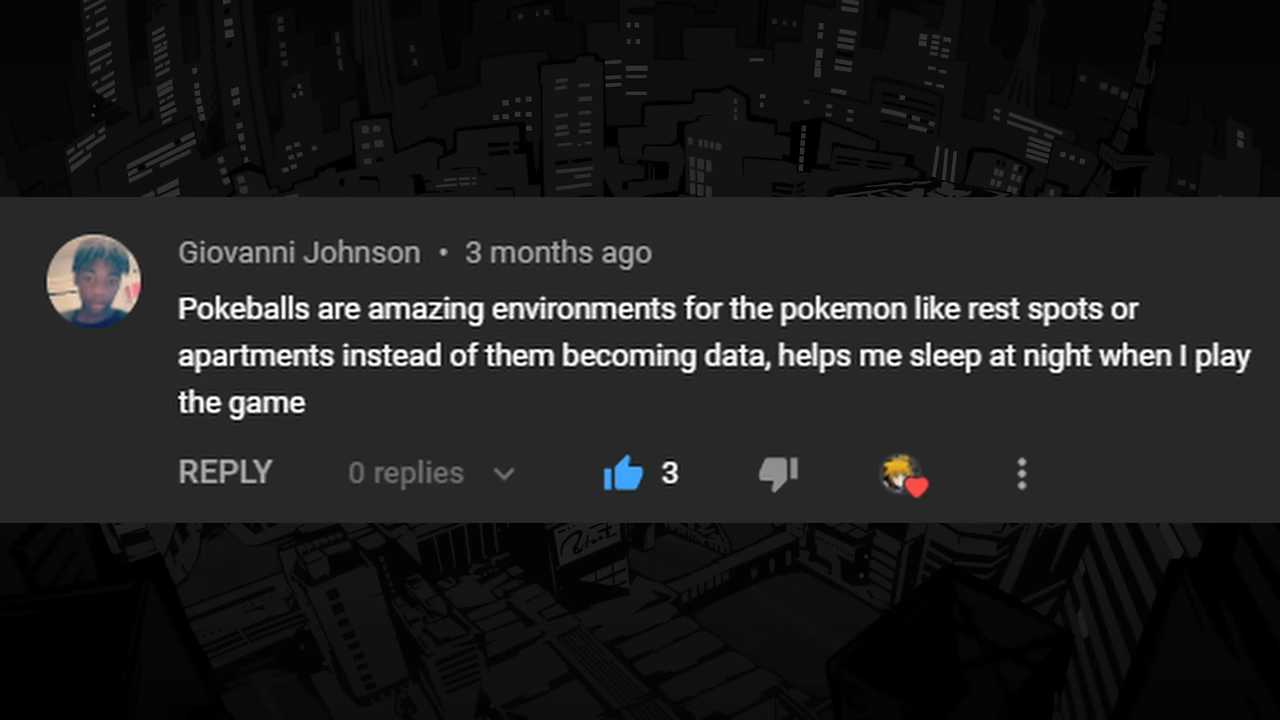 Giovanni Johnson • 3 months ago
Pokeballs are amazing environments for the pokemon like rest spots or
apartments instead of them becoming data, helps me sleep at night when I play
the game
REPLY 0 replies 3